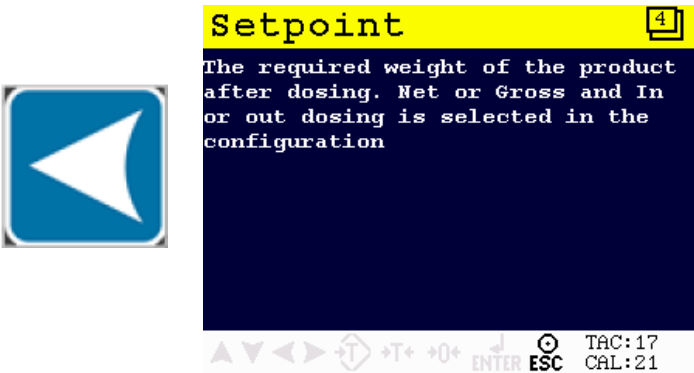 Setpoint 4
The required weight of the product
after dosing. Net or Gross and In
or out dosing is selected in the
configuration
→T← →T← →0← ENTER ESC TAC:17
CAL:21